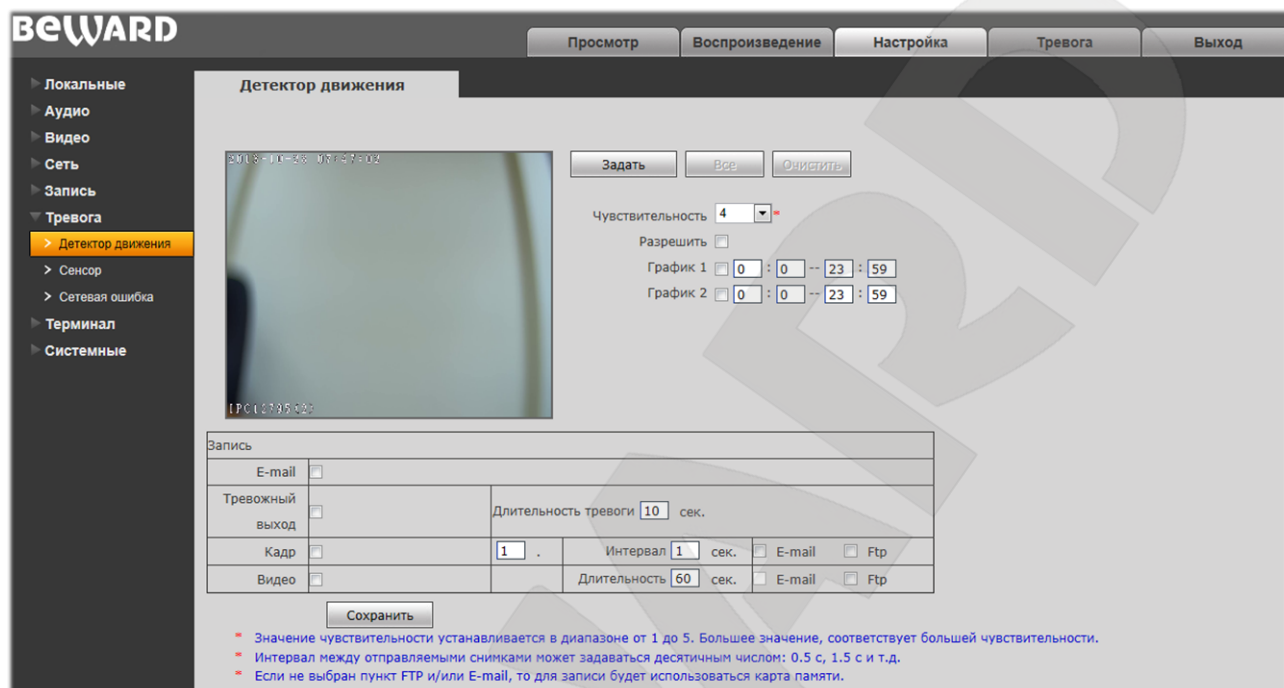 BEWARD
Просмотр Воспроизведение Настройка Тревога Выход
Локальные
Аудио
Видео
Сеть
Запись
Тревога
Детектор движения
Сенсор
Сетевая ошибка
Терминал
Системные
Детектор движения
Задать Все Очистить
Чувствительность 4 *
Разрешить
График 1 0 : 0 -- 23 : 59
График 2 0 : 0 -- 23 : 59
Запись
E-mail
Тревожный
выход
Длительность тревоги 10 сек.
Кадр 1 . Интервал 1 сек. E-mail Ftp
Видео Длительность 60 сек. E-mail Ftp
Сохранить
* Значение чувствительности устанавливается в диапазоне от 1 до 5. Большее значение, соответствует большей чувствительности.
* Интервал между отправляемыми снимками может задаваться десятичным числом: 0.5 с, 1.5 с и т.д.
* Если не выбран пункт FTP и/или E-mail, то для записи будет использоваться карта памяти.